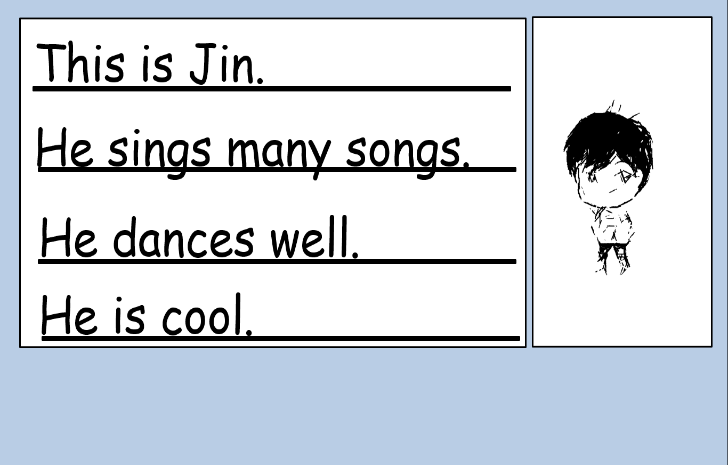 This is Jin.
He sings many songs.
He dances well.
He is cool.